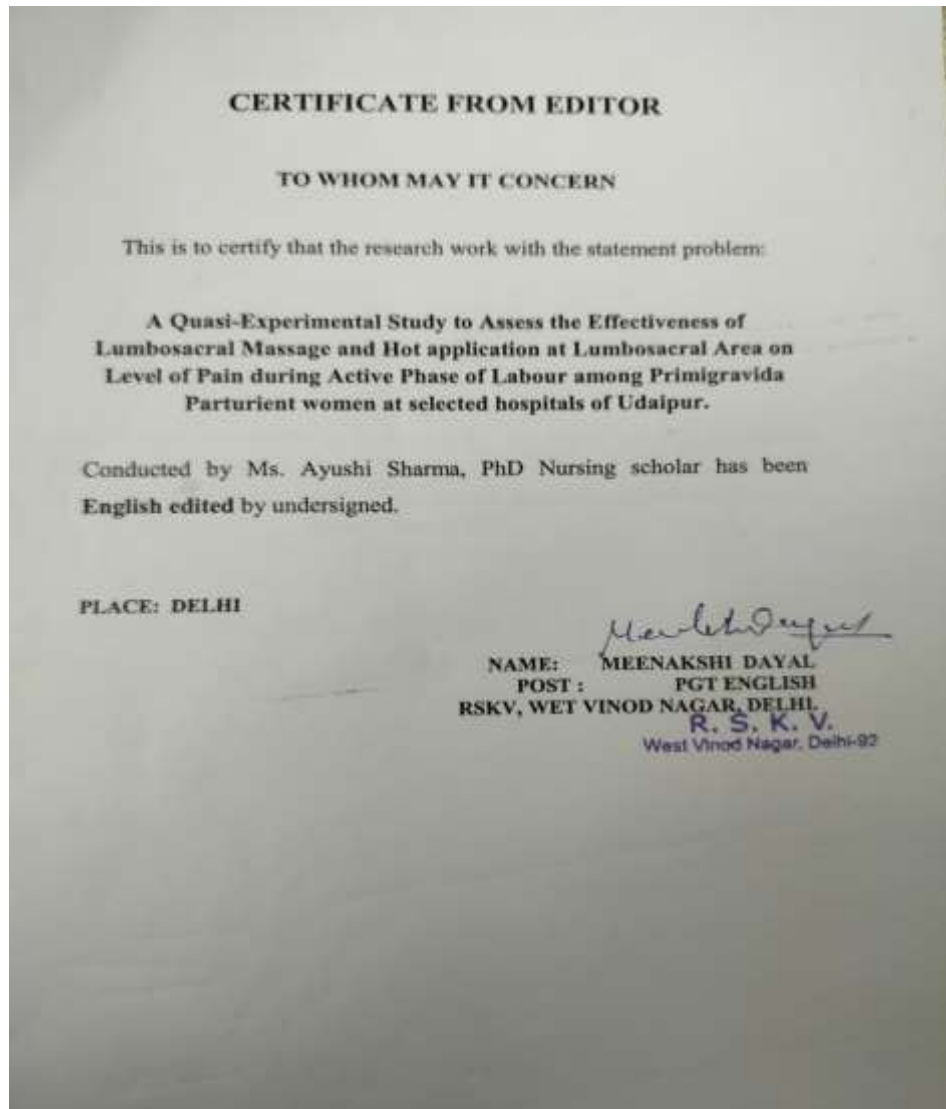 CERTIFICATE FROM EDITOR
TO WHOM MAY IT CONCERN
This is to certify that the research work with the statement problem:
A Quasi-Experimental Study to Assess the Effectiveness of
Lumbosacral Massage and Hot application at Lumbosacral Area on
Level of Pain during Active Phase of Labour among Primigravida
Parturient women at selected hospitals of Udaipur.
Conducted by Ms. Ayushi Sharma, PhD Nursing scholar has been
English edited by undersigned.
PLACE: DELHI
NAME: MEENAKSHI DAYAL
POST : PGT ENGLISH
RSKV, WET VINOD NAGAR, DELHI.
R. S. K. V.
West Vinod Nagar, Delhi-92